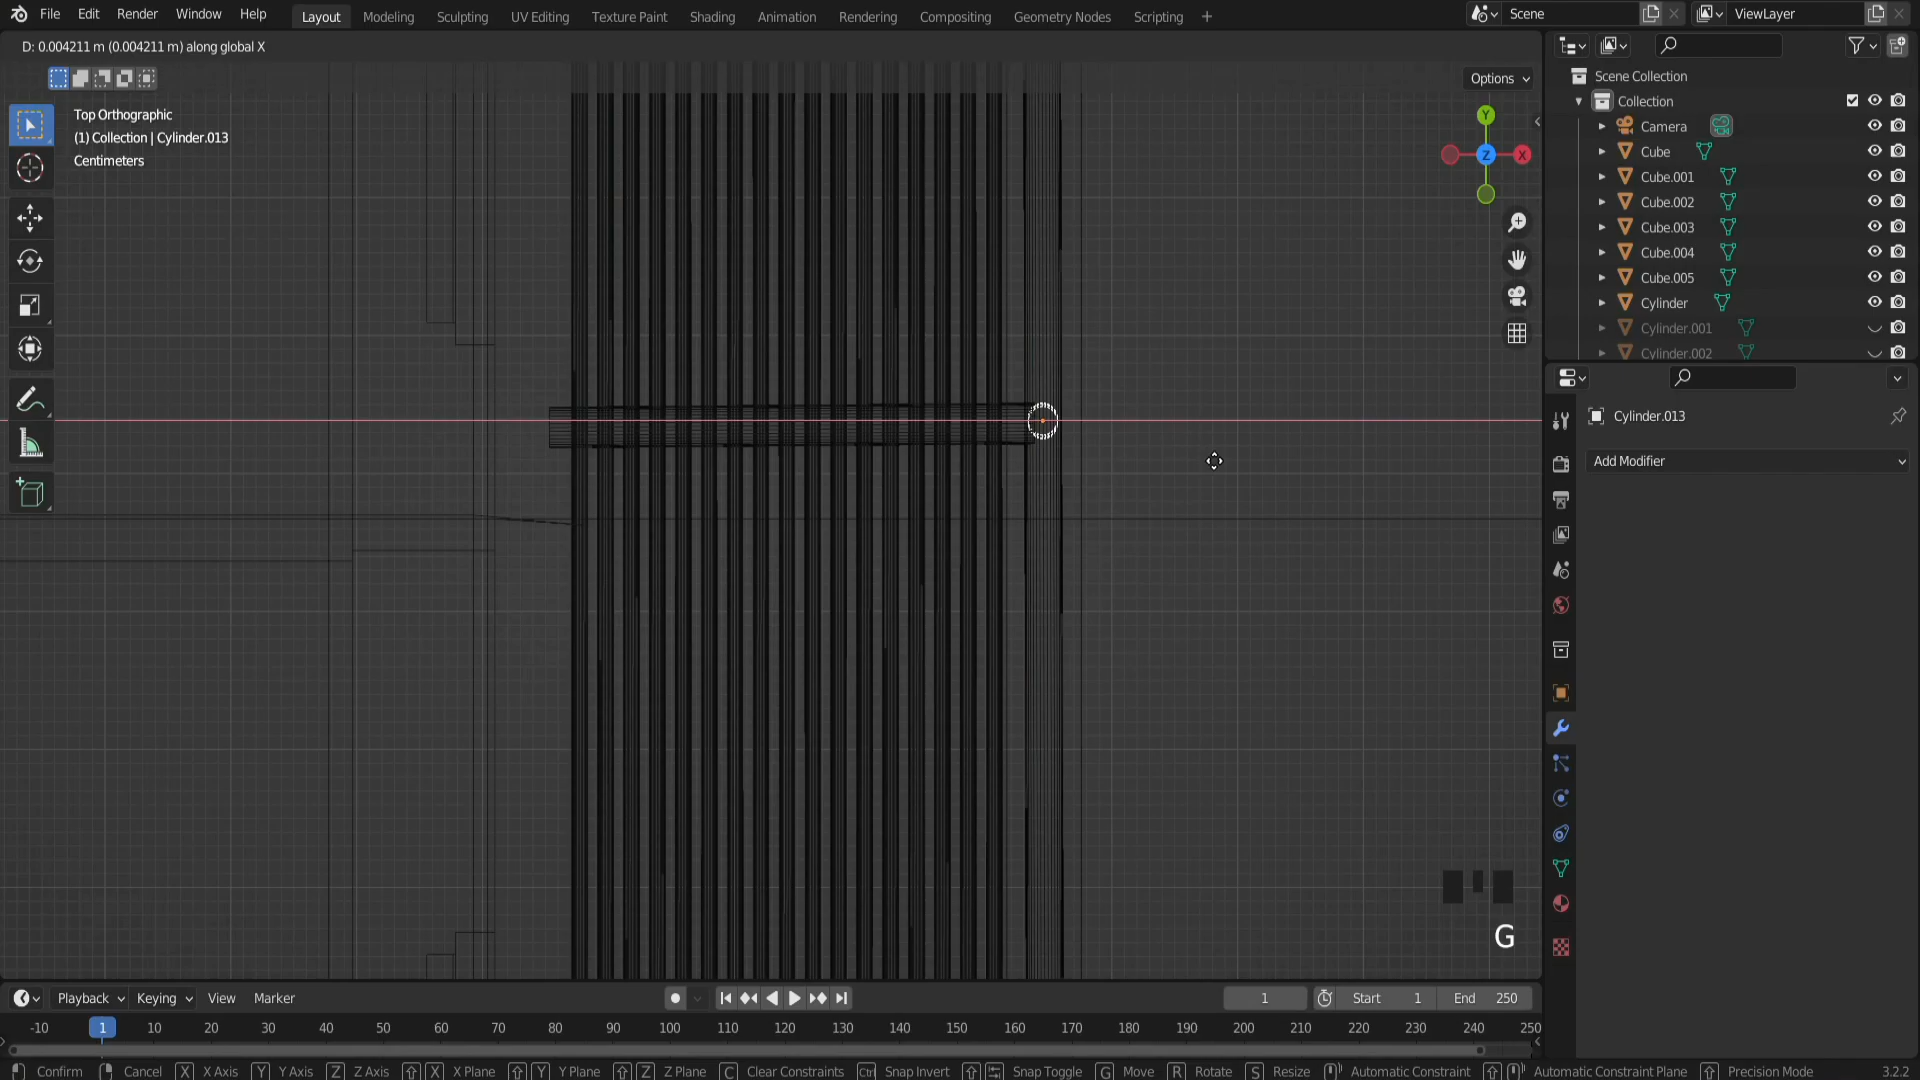 File Edit Render Window Help Layout Modeling Sculpting UV Editing Texture Paint Shading Animation Rendering Compositing Geometry Nodes Scripting + Scene ViewLayer
D: 0.004211 m (0.004211 m) along global X
Options
Top Orthographic
(1) Collection | Cylinder.013
Centimeters
Y
Z
X
Scene Collection
Collection
Camera
Cube
Cube.001
Cube.002
Cube.003
Cube.004
Cube.005
Cylinder
Cylinder.001
Cylinder.002
Cylinder.013
Add Modifier
G
Playback Keying View Marker 1 Start 1 End 250
-10 1 10 20 30 40 50 60 70 80 90 100 110 120 130 140 150 160 170 180 190 200 210 220 230 240 250
Confirm Cancel X X Axis Y Y Axis Z Z Axis X X Plane Y Y Plane Z Z Plane C Clear Constraints Ctrl Snap Invert Snap Toggle G Move R Rotate S Resize Automatic Constraint Automatic Constraint Plane Precision Mode 3.2.2